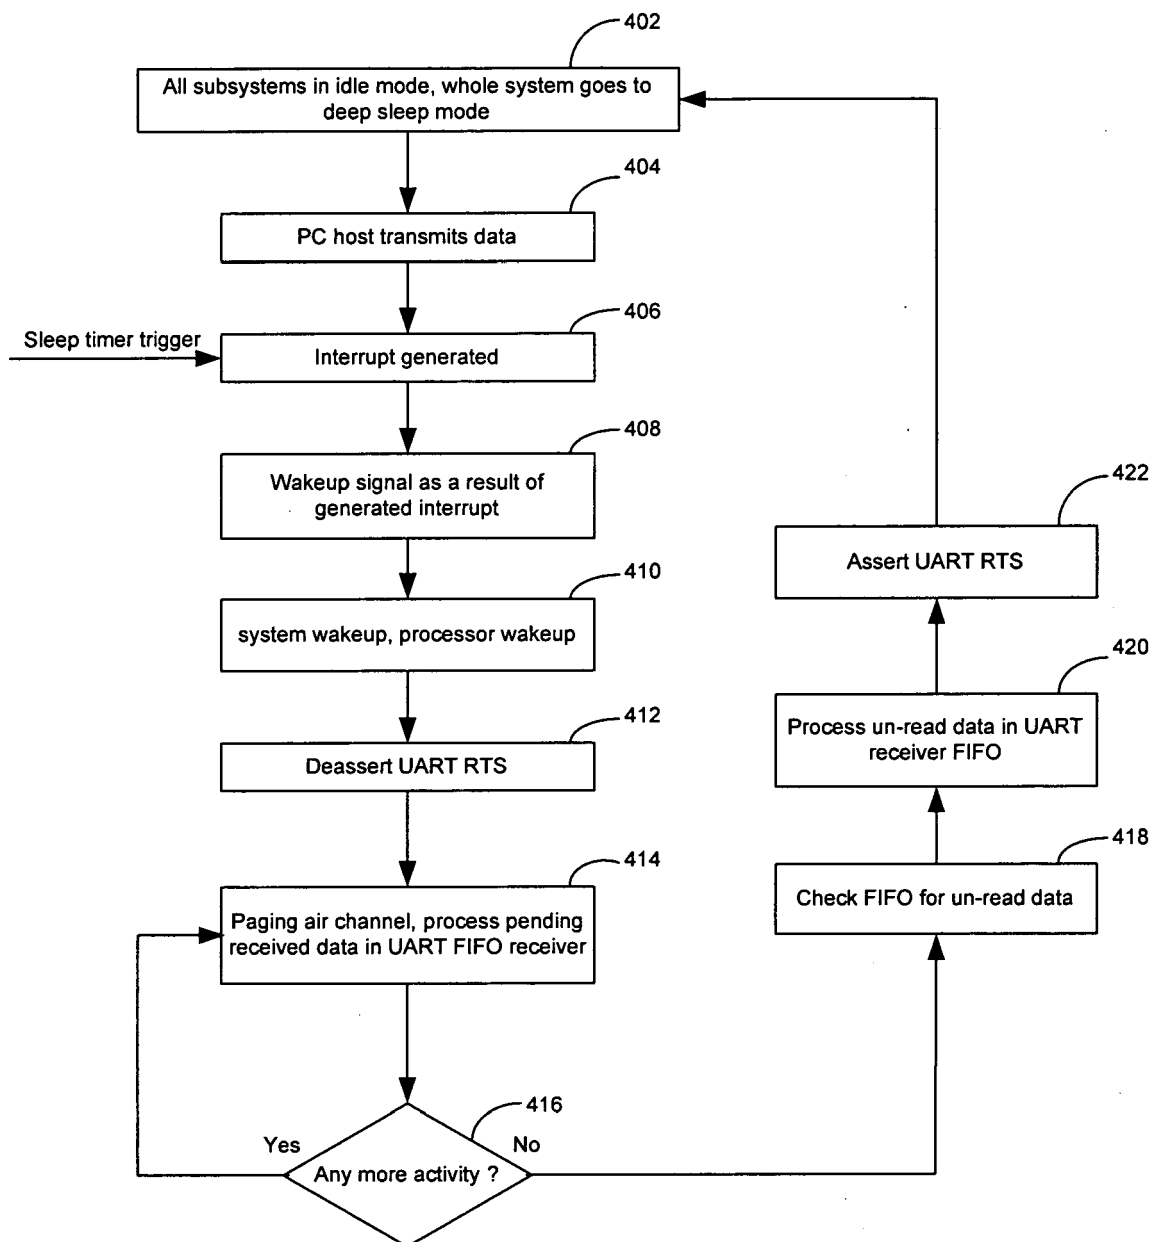 402
All subsystems in idle mode, whole system goes to
deep sleep mode
404
PC host transmits data
406
Sleep timer trigger
Interrupt generated
408
Wakeup signal as a result of
generated interrupt
410
system wakeup, processor wakeup
412
Deassert UART RTS
414
Paging air channel, process pending
received data in UART FIFO receiver
416
Yes
No
Any more activity ?
418
Check FIFO for un-read data
420
Process un-read data in UART
receiver FIFO
422
Assert UART RTS